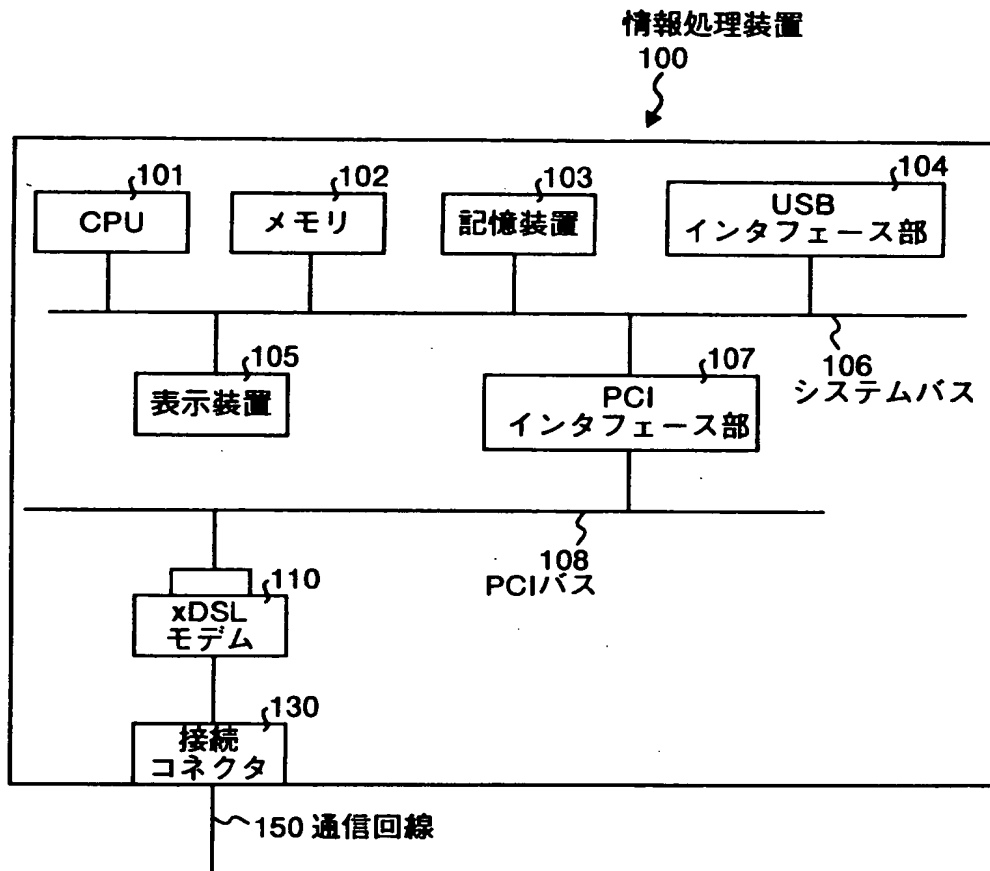 情報処理装置
100
101
CPU
102
メモリ
103
記憶装置
104
USB
インタフェース部
106
システムバス
105
表示装置
107
PCI
インタフェース部
108
PCIバス
110
xDSL
モデム
130
接続
コネクタ
150 通信回線